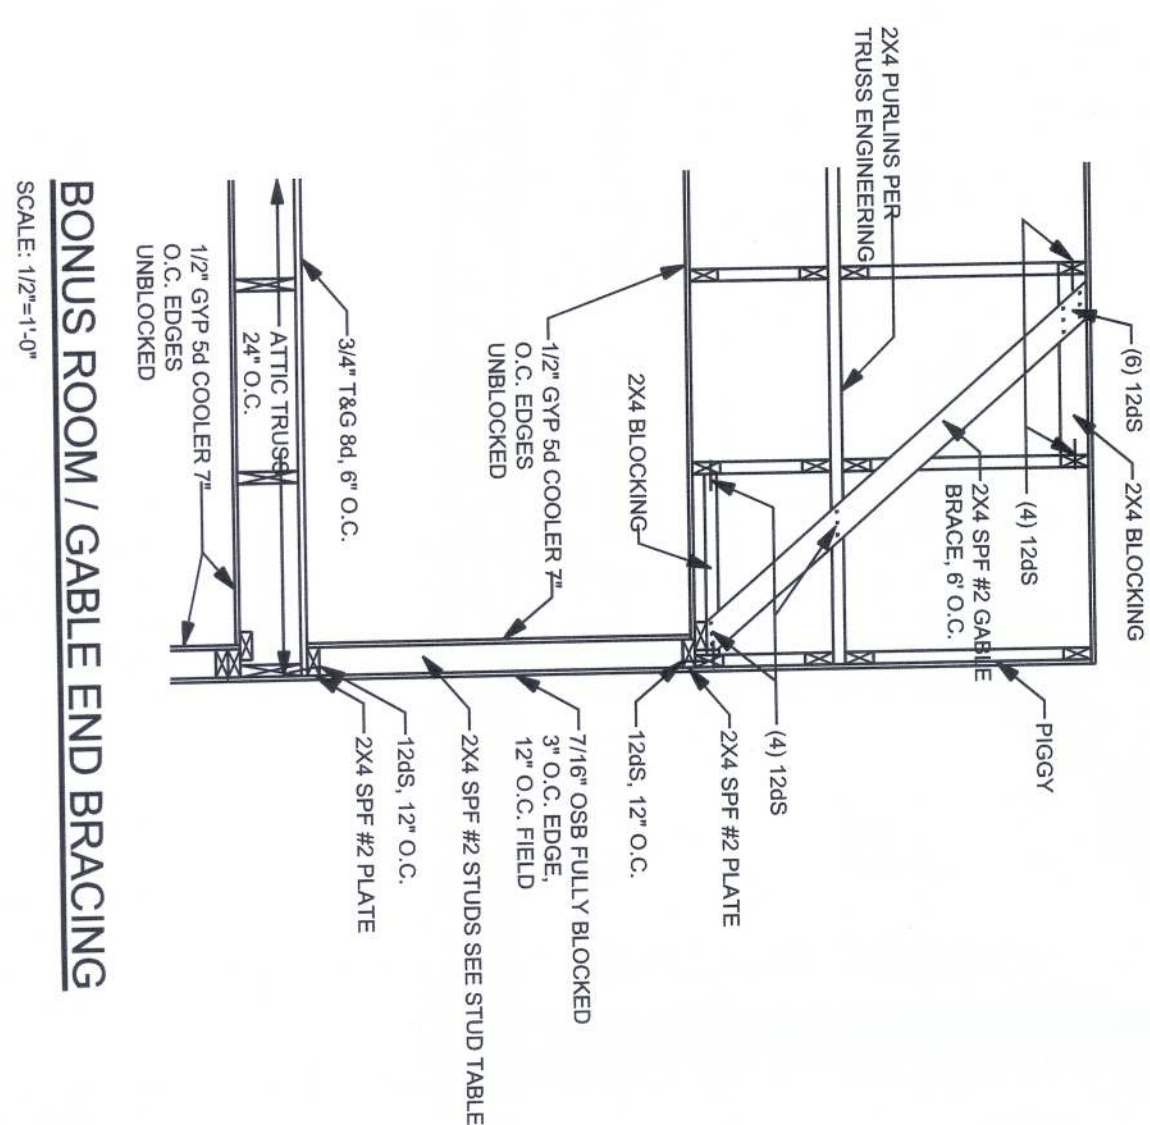 (6) 12dS
2X4 BLOCKING
(4) 12dS
2X4 PURLINS PER
TRUSS ENGINEERING
2X4 SPF #2 GABLE
BRACE, 6' O.C.
PIGGY
2X4 BLOCKING
(4) 12dS
2X4 SPF #2 PLATE
12dS, 12" O.C.
1/2" GYP 5d COOLER 7"
O.C. EDGES
UNBLOCKED
7/16" OSB FULLY BLOCKED
3" O.C. EDGE,
12" O.C. FIELD
2X4 SPF #2 STUDS SEE STUD TABLE
3/4" T&G 8d, 6" O.C.
12dS, 12" O.C.
2X4 SPF #2 PLATE
ATTIC TRUSS
24" O.C.
1/2" GYP 5d COOLER 7"
O.C. EDGES
UNBLOCKED
BONUS ROOM / GABLE END BRACING
SCALE: 1/2"=1'-0"